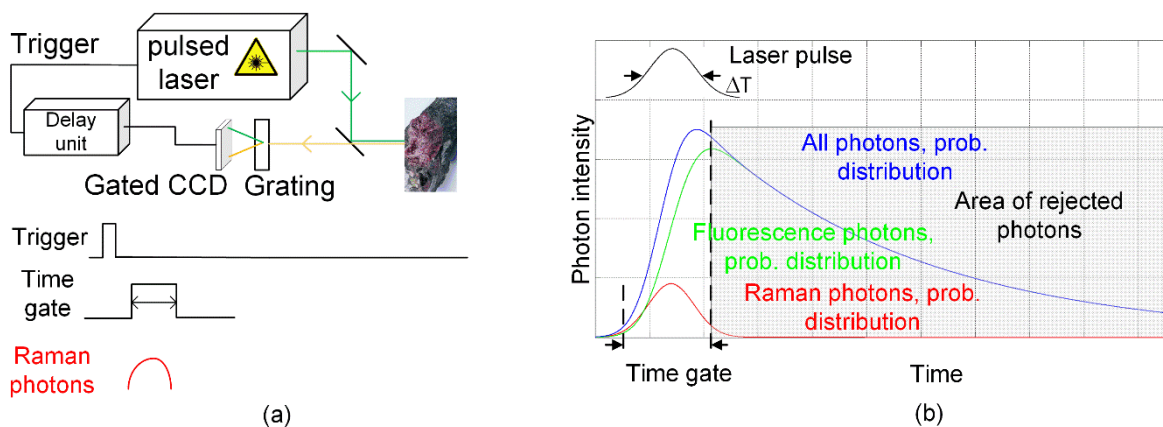 Trigger
pulsed
laser
Delay
unit
Gated CCD
Grating
Trigger
Time
gate
Raman
photons
(a)
Laser pulse
ΔT
Photon intensity
All photons, prob.
distribution
Area of rejected
photons
Fluorescence photons,
prob. distribution
Raman photons, prob.
distribution
Time gate
Time
(b)